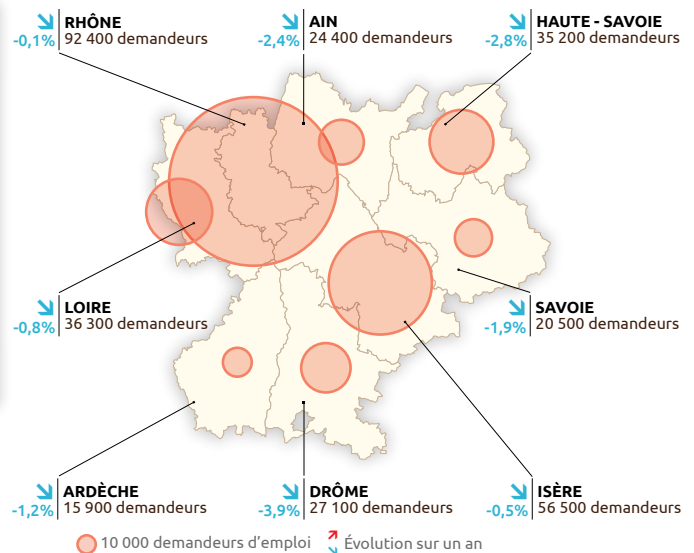 RHÔNE
-0,1% 92 400 demandeurs
AIN
-2,4% 24 400 demandeurs
HAUTE - SAVOIE
-2,8% 35 200 demandeurs
LOIRE
-0,8% 36 300 demandeurs
SAVOIE
-1,9% 20 500 demandeurs
ARDÈCHE
-1,2% 15 900 demandeurs
DRÔME
-3,9% 27 100 demandeurs
ISÈRE
-0,5% 56 500 demandeurs
10 000 demandeurs d'emploi Évolution sur un an